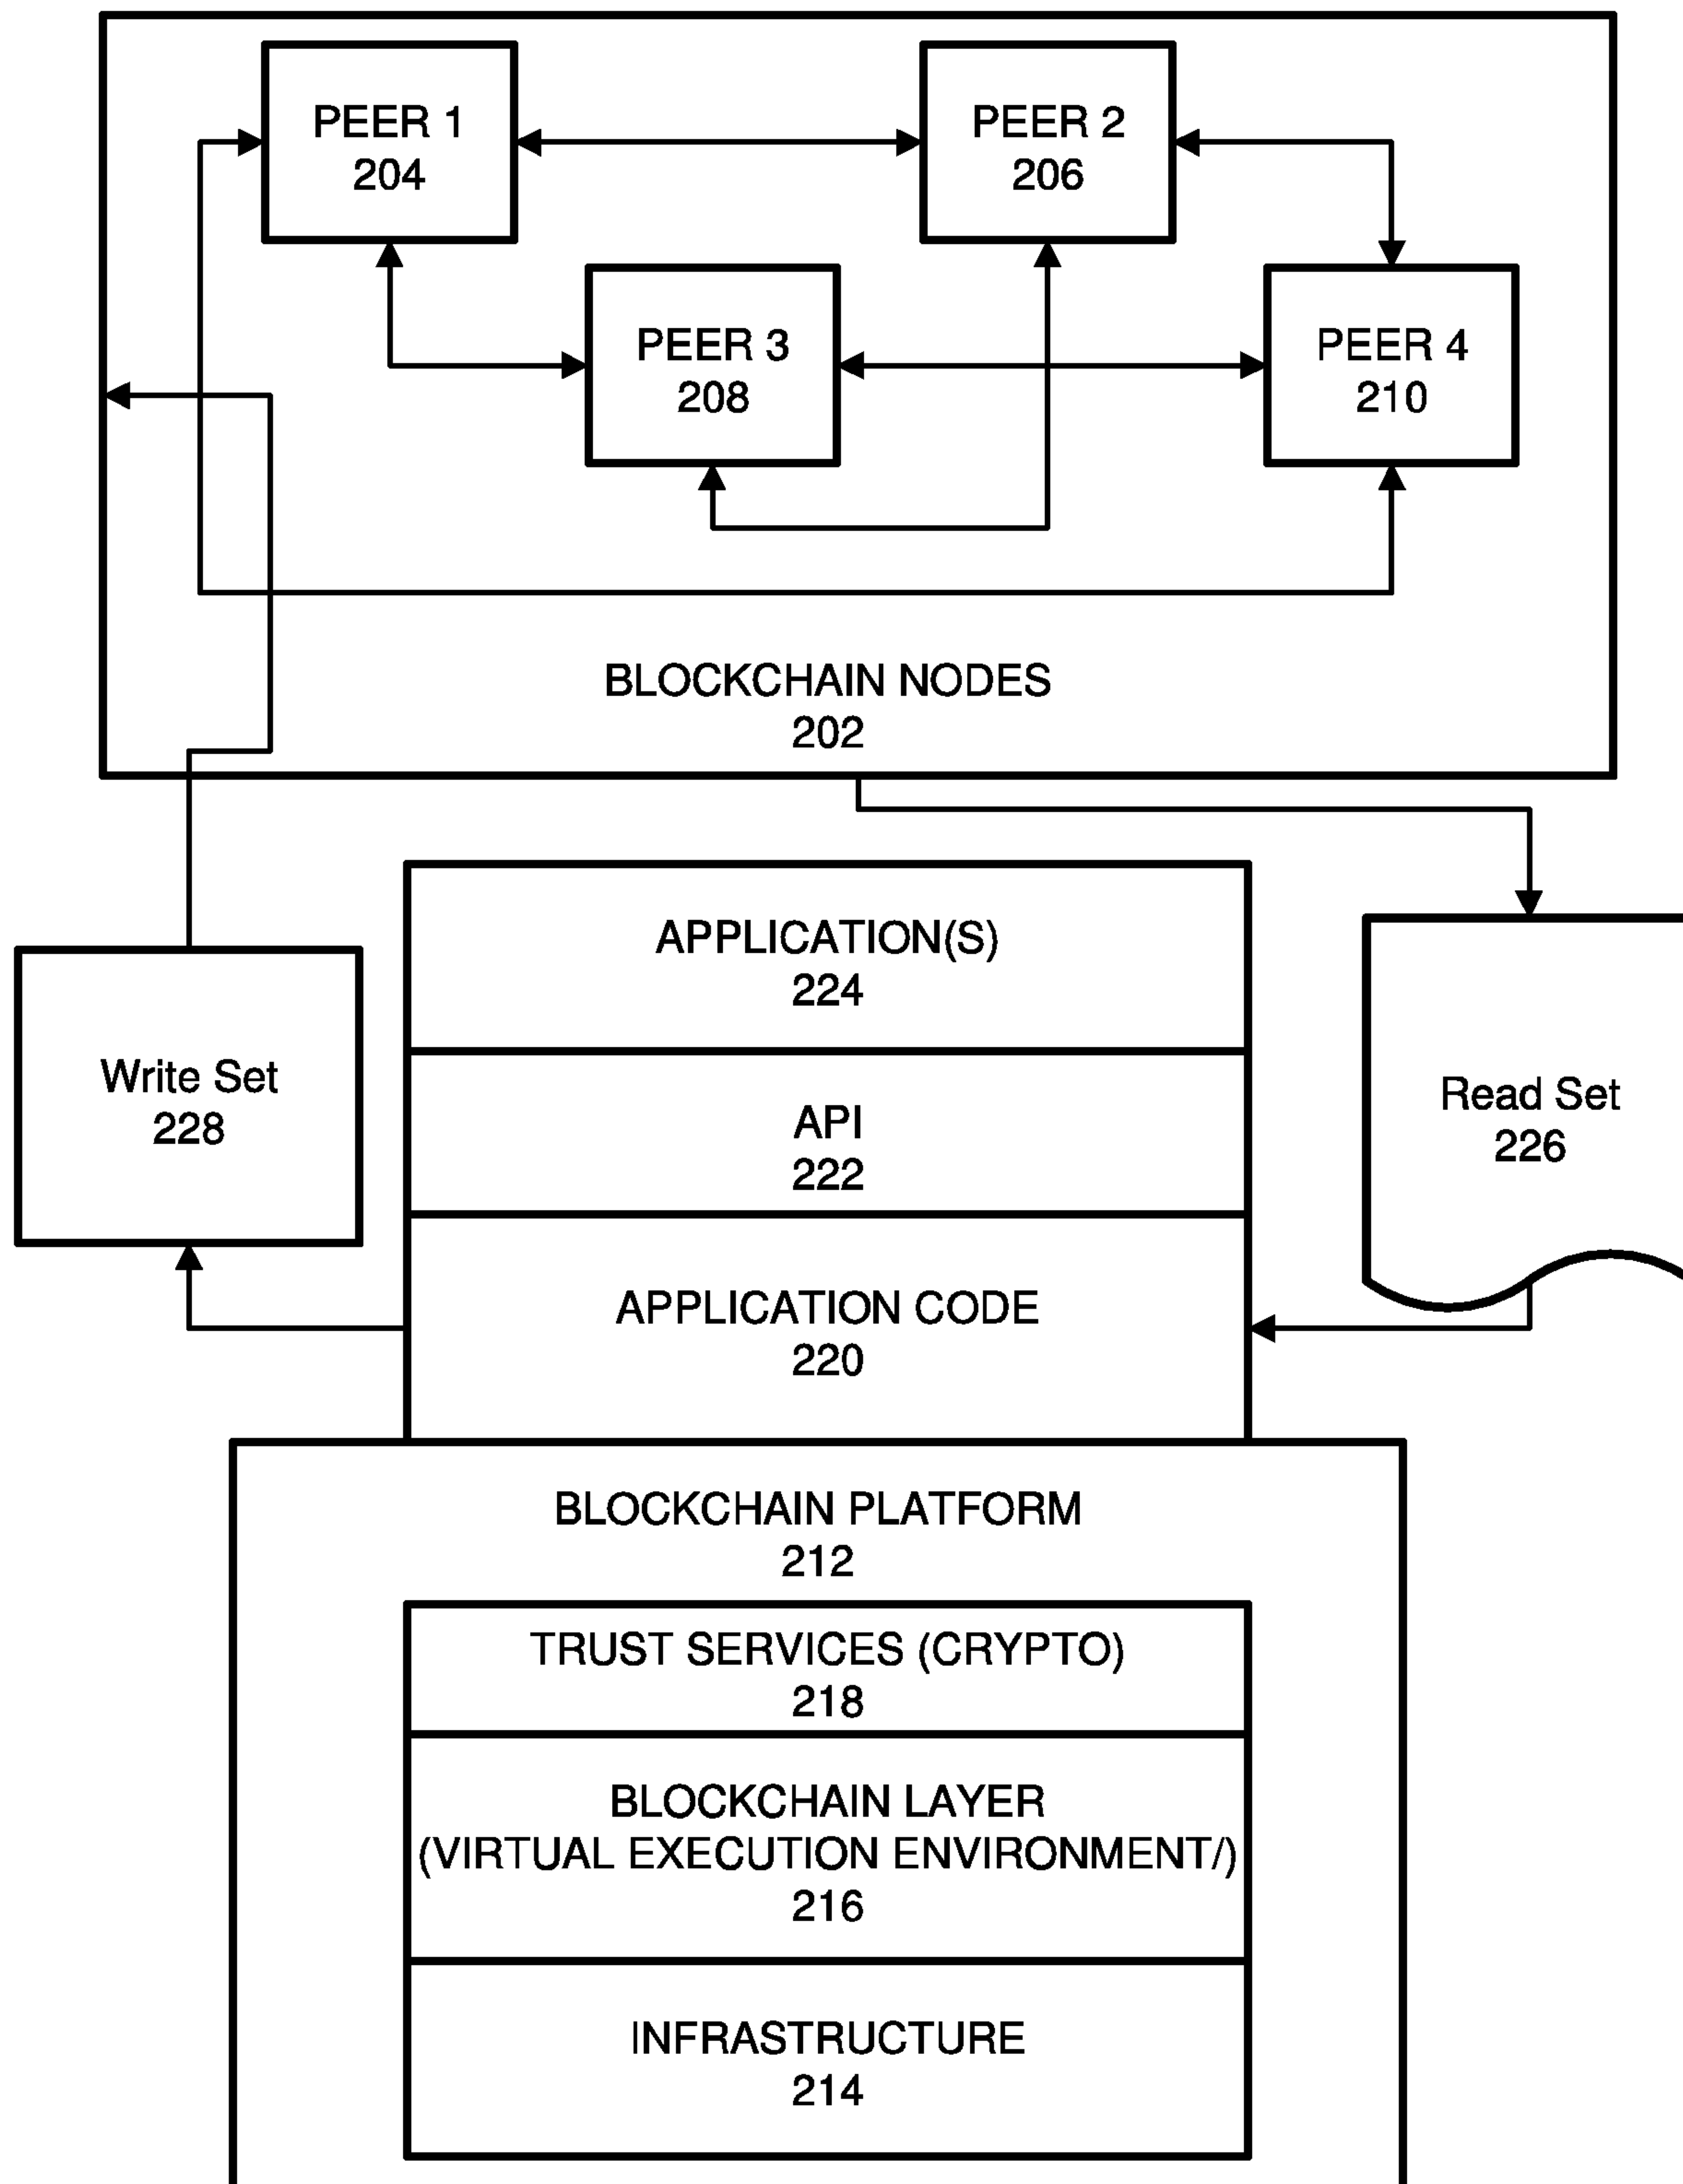 PEER 1
204
PEER 2
206
PEER 3
208
PEER 4
210
BLOCKCHAIN NODES
202
APPLICATION(S)
224
Write Set
228
API
222
Read Set
226
APPLICATION CODE
220
BLOCKCHAIN PLATFORM
212
TRUST SERVICES (CRYPTO)
218
BLOCKCHAIN LAYER
(VIRTUAL EXECUTION ENVIRONMENT/)
216
INFRASTRUCTURE
214